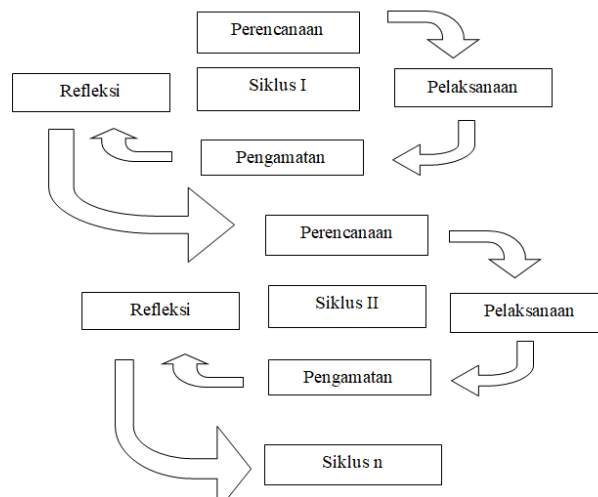 Perencanaan
Refleksi
Siklus I
Pelaksanaan
Pengamatan
Perencanaan
Refleksi
Siklus II
Pelaksanaan
Pengamatan
Siklus n